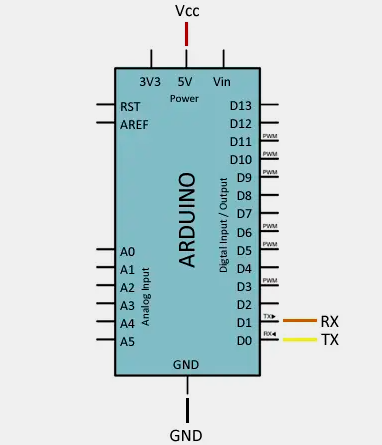 Vcc
3V3 5V Vin
Power
RST
AREF
A0
A1
A2
A3
A4
A5
Analog Input
ARDUINO
Digtal Input / Output
D13
D12
PWM
D11
PWM
D10
PWM
D9
D8
D7
PWM
D6
PWM
D5
D4
PWM
D3
D2
TX▶
D1 RX
RX◀
D0 TX
GND
GND